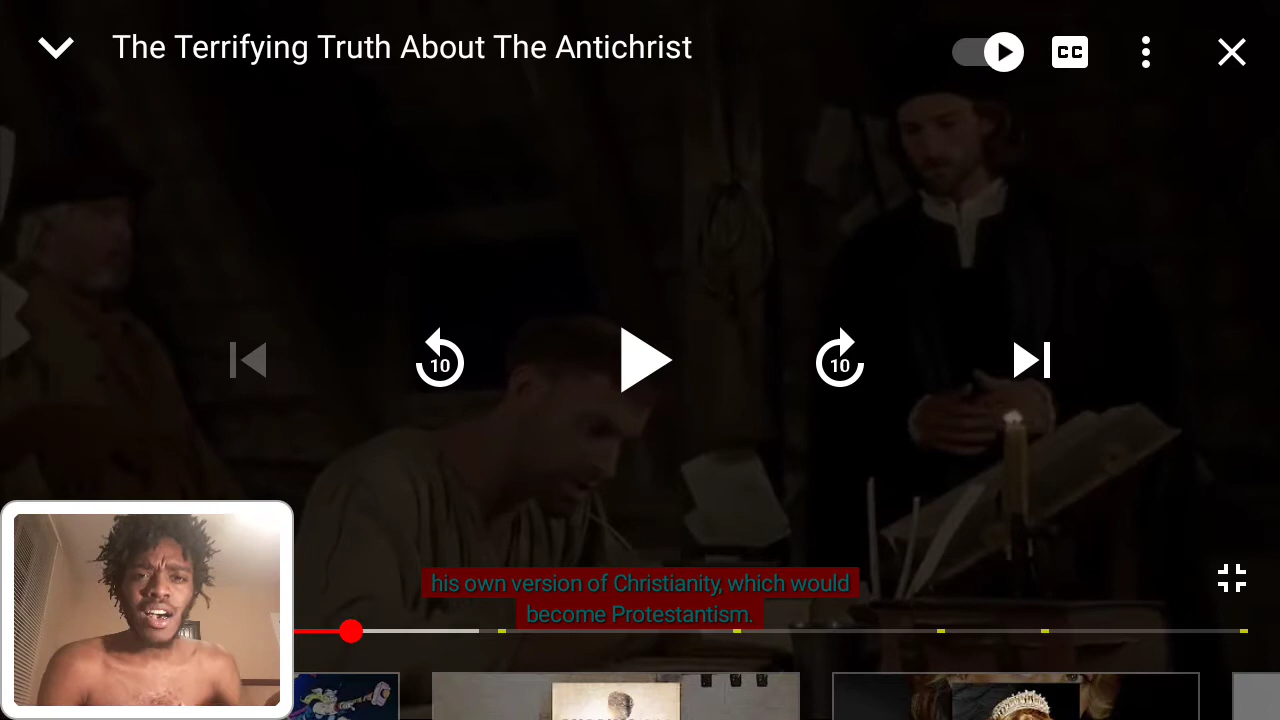 The Terrifying Truth About The Antichrist
CC
10
10
his own version of Christianity, which would
become Protestantism.